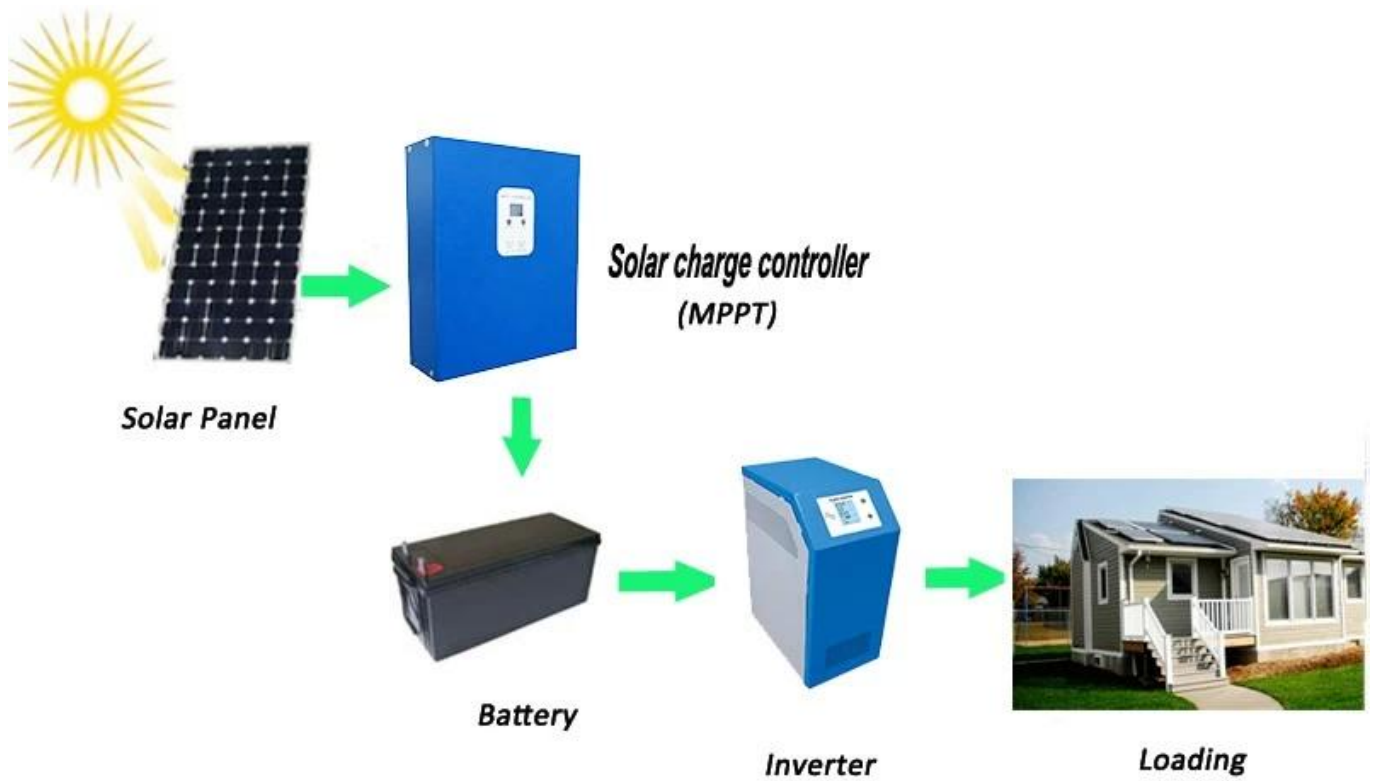 Solar charge controller
(MPPT)
Solar Panel
Battery
Inverter
Loading